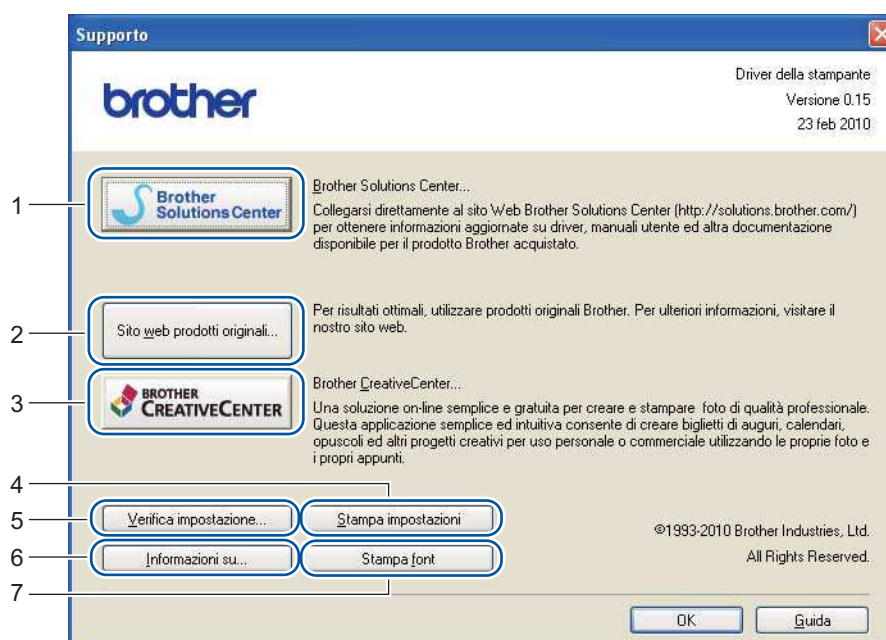 Supporto
brother
Driver della stampante
Versione 0.15
23 feb 2010
1
Brother
Solutions Center
Brother Solutions Center...
Collegarsi direttamente al sito Web Brother Solutions Center (http://solutions.brother.com/)
per ottenere informazioni aggiornate su driver, manuali utente ed altra documentazione
disponibile per il prodotto Brother acquistato.
2
Sito web prodotti originali...
Per risultati ottimali, utilizzare prodotti originali Brother. Per ulteriori informazioni, visitare il
nostro sito web.
3
BROTHER
CREATIVECENTER
Brother CreativeCenter...
Una soluzione on-line semplice e gratuita per creare e stampare foto di qualità professionale.
Questa applicazione semplice ed intuitiva consente di creare biglietti di auguri, calendari,
opuscoli ed altri progetti creativi per uso personale o commerciale utilizzando le proprie foto e
i propri appunti.
4
5
Verifica impostazione...
Stampa impostazioni
©1993-2010 Brother Industries, Ltd.
6
Informazioni su...
Stampa font
All Rights Reserved.
7
OK
Guida